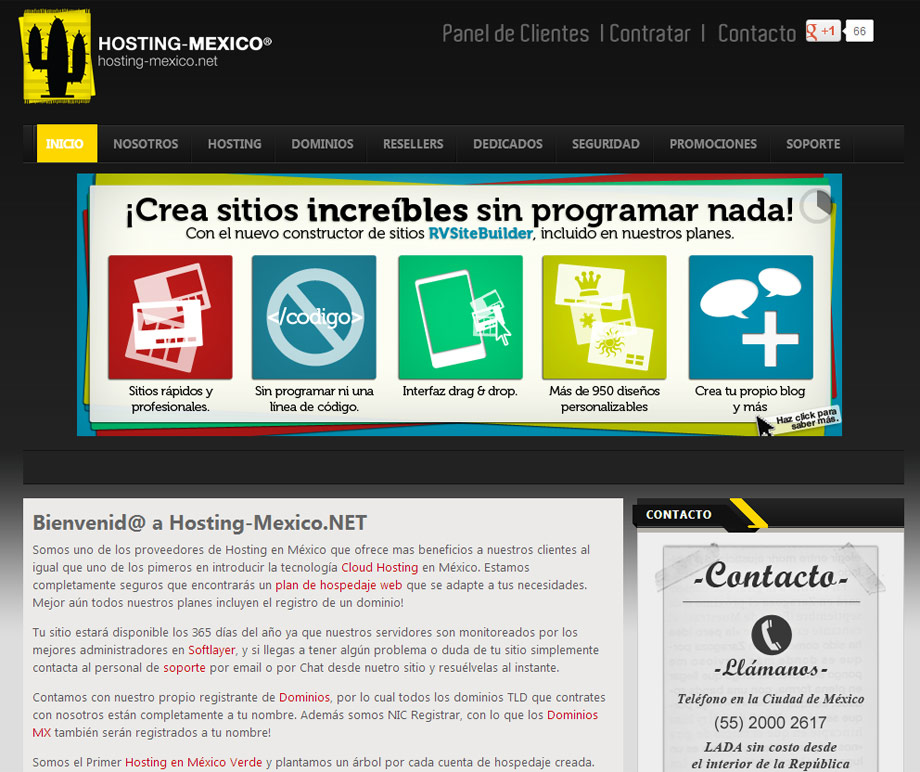 HOSTING-MEXICO®
hosting-mexico.net
Panel de Clientes | Contratar | Contacto
g +1 66
INICIO NOSOTROS HOSTING DOMINIOS RESELLERS DEDICADOS SEGURIDAD PROMOCIONES SOPORTE
¡Crea sitios increíbles sin programar nada!
Con el nuevo constructor de sitios RVSiteBuilder, incluido en nuestros planes.
</codigo>
Sitios rápidos y
profesionales.
Sin programar ni una
línea de código.
Interfaz drag & drop.
Más de 950 diseños
personalizables
Crea tu propio blog
y más
Haz click para
saber más.
Bienvenid@ a Hosting-Mexico.NET
Somos uno de los proveedores de Hosting en México que ofrece mas beneficios a nuestros clientes al
igual que uno de los pimeros en introducir la tecnología Cloud Hosting en México. Estamos
completamente seguros que encontrarás un plan de hospedaje web que se adapte a tus necesidades.
Mejor aún todos nuestros planes incluyen el registro de un dominio!
Tu sitio estará disponible los 365 días del año ya que nuestros servidores son monitoreados por los
mejores administradores en Softlayer, y si llegas a tener algún problema o duda de tu sitio simplemente
contacta al personal de soporte por email o por Chat desde nuetro sitio y resuélvelas al instante.
Contamos con nuestro propio registrante de Dominios, por lo cual todos los dominios TLD que contrates
con nosotros están completamente a tu nombre. Además somos NIC Registrar, con lo que los Dominios
MX también serán registrados a tu nombre!
Somos el Primer Hosting en México Verde y plantamos un árbol por cada cuenta de hospedaje creada.
CONTACTO
-Contacto-
-Llámanos-
Teléfono en la Ciudad de México
(55) 2000 2617
LADA sin costo desde
el interior de la República